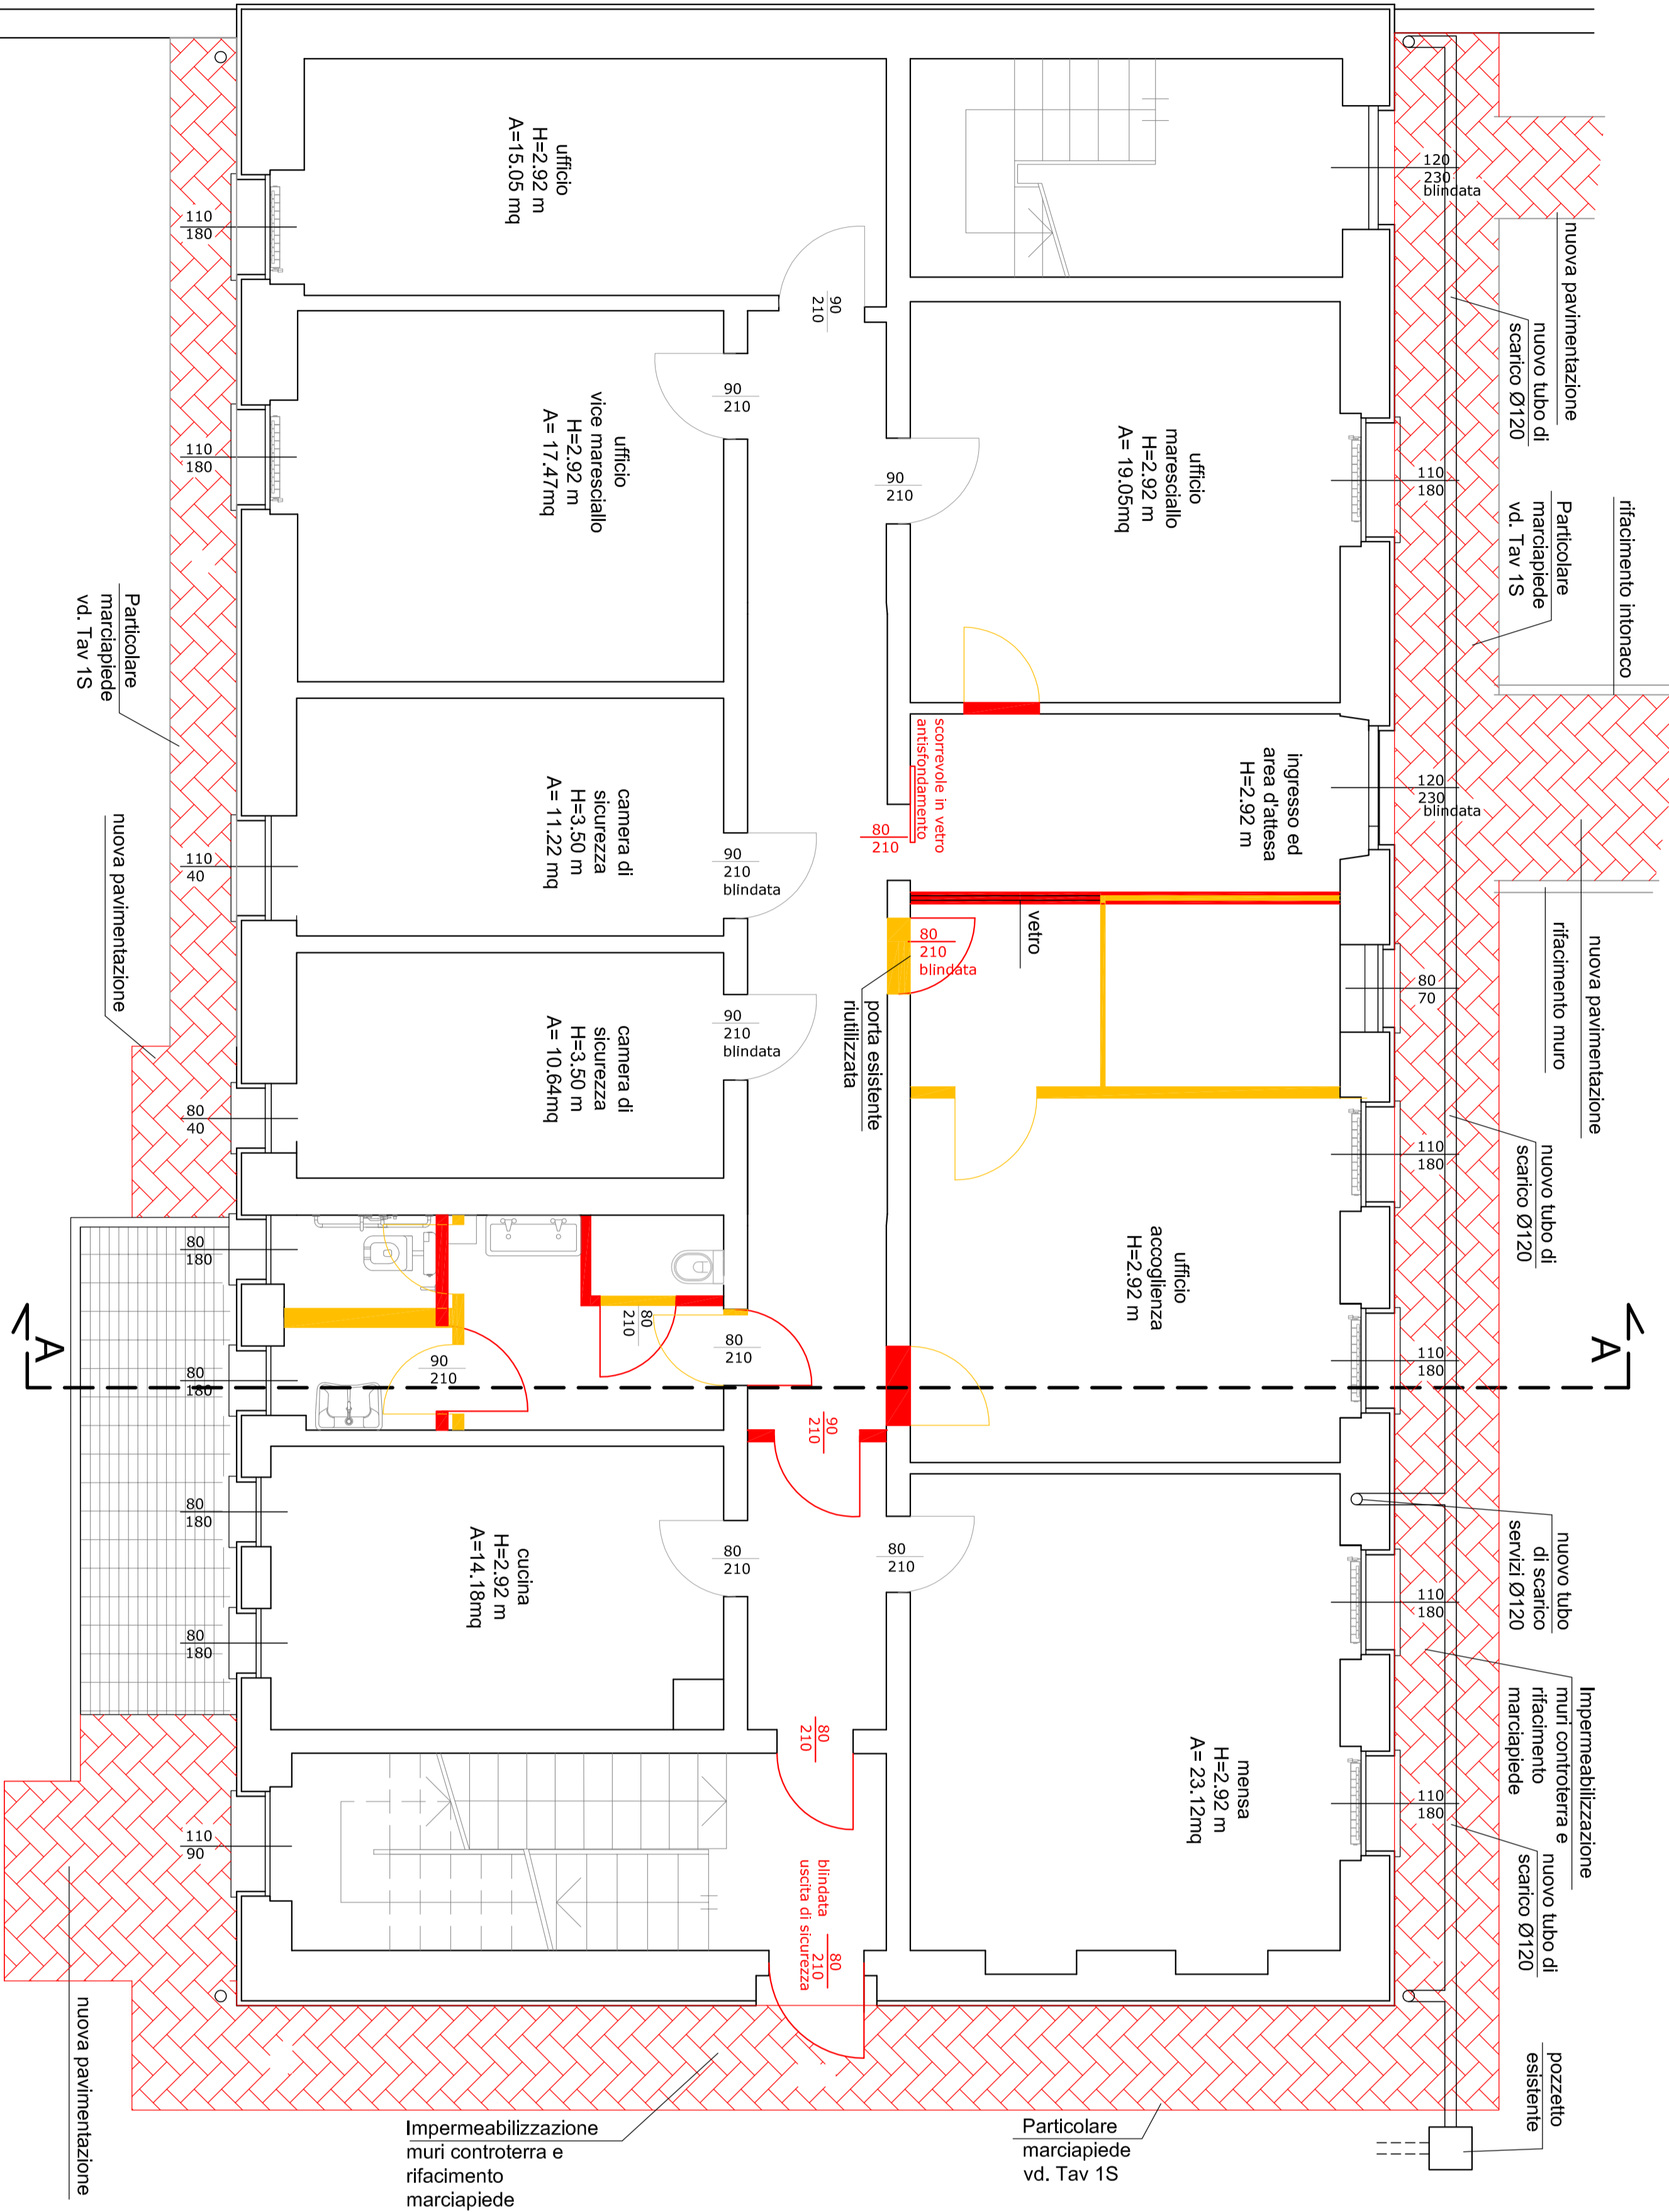 rifacimento intonaco
nuova pavimentazione
nuovo tubo di
scarico Ø120
Particolare
marciapiede
vd. Tav 1S
nuova pavimentazione
rifacimento muro
nuovo tubo di
scarico Ø120
nuovo tubo
di scarico
servizi Ø120
Impermeabilizzazione
muri controterra e
rifacimento
marciapiede
nuovo tubo di
scarico Ø120
pozzetto
esistente
A
120
230
blindata
110
180
120
230
blindata
80
70
110
180
110
180
110
180
110
180
ufficio
maresciallo
H=2.92 m
A= 19.05mq
ingresso ed
area d'attesa
H=2.92 m
ufficio
accoglienza
H=2.92 m
mensa
H=2.92 m
A= 23.12mq
scorrevole in vetro
antisfondamento
80
210
vetro
80
210
blindata
porta esistente
riutilizzata
90
210
80
210
90
210
90
210
90
210
blindata
90
210
blindata
80
210
80
210
90
210
90
210
80
210
80
210
blindata
uscita di sicurezza
80
210
ufficio
H=2.92 m
A=15.05 mq
ufficio
vice maresciallo
H=2.92 m
A= 17.47mq
camera di
sicurezza
H=3.50 m
A= 11.22 mq
camera di
sicurezza
H=3.50 m
A= 10.64mq
cucina
H=2.92 m
A=14.18mq
110
180
110
180
110
40
80
40
80
180
80
180
80
180
80
180
110
90
A
Particolare
marciapiede
vd. Tav 1S
nuova pavimentazione
nuova pavimentazione
Impermeabilizzazione
muri controterra e
rifacimento
marciapiede
Particolare
marciapiede
vd. Tav 1S